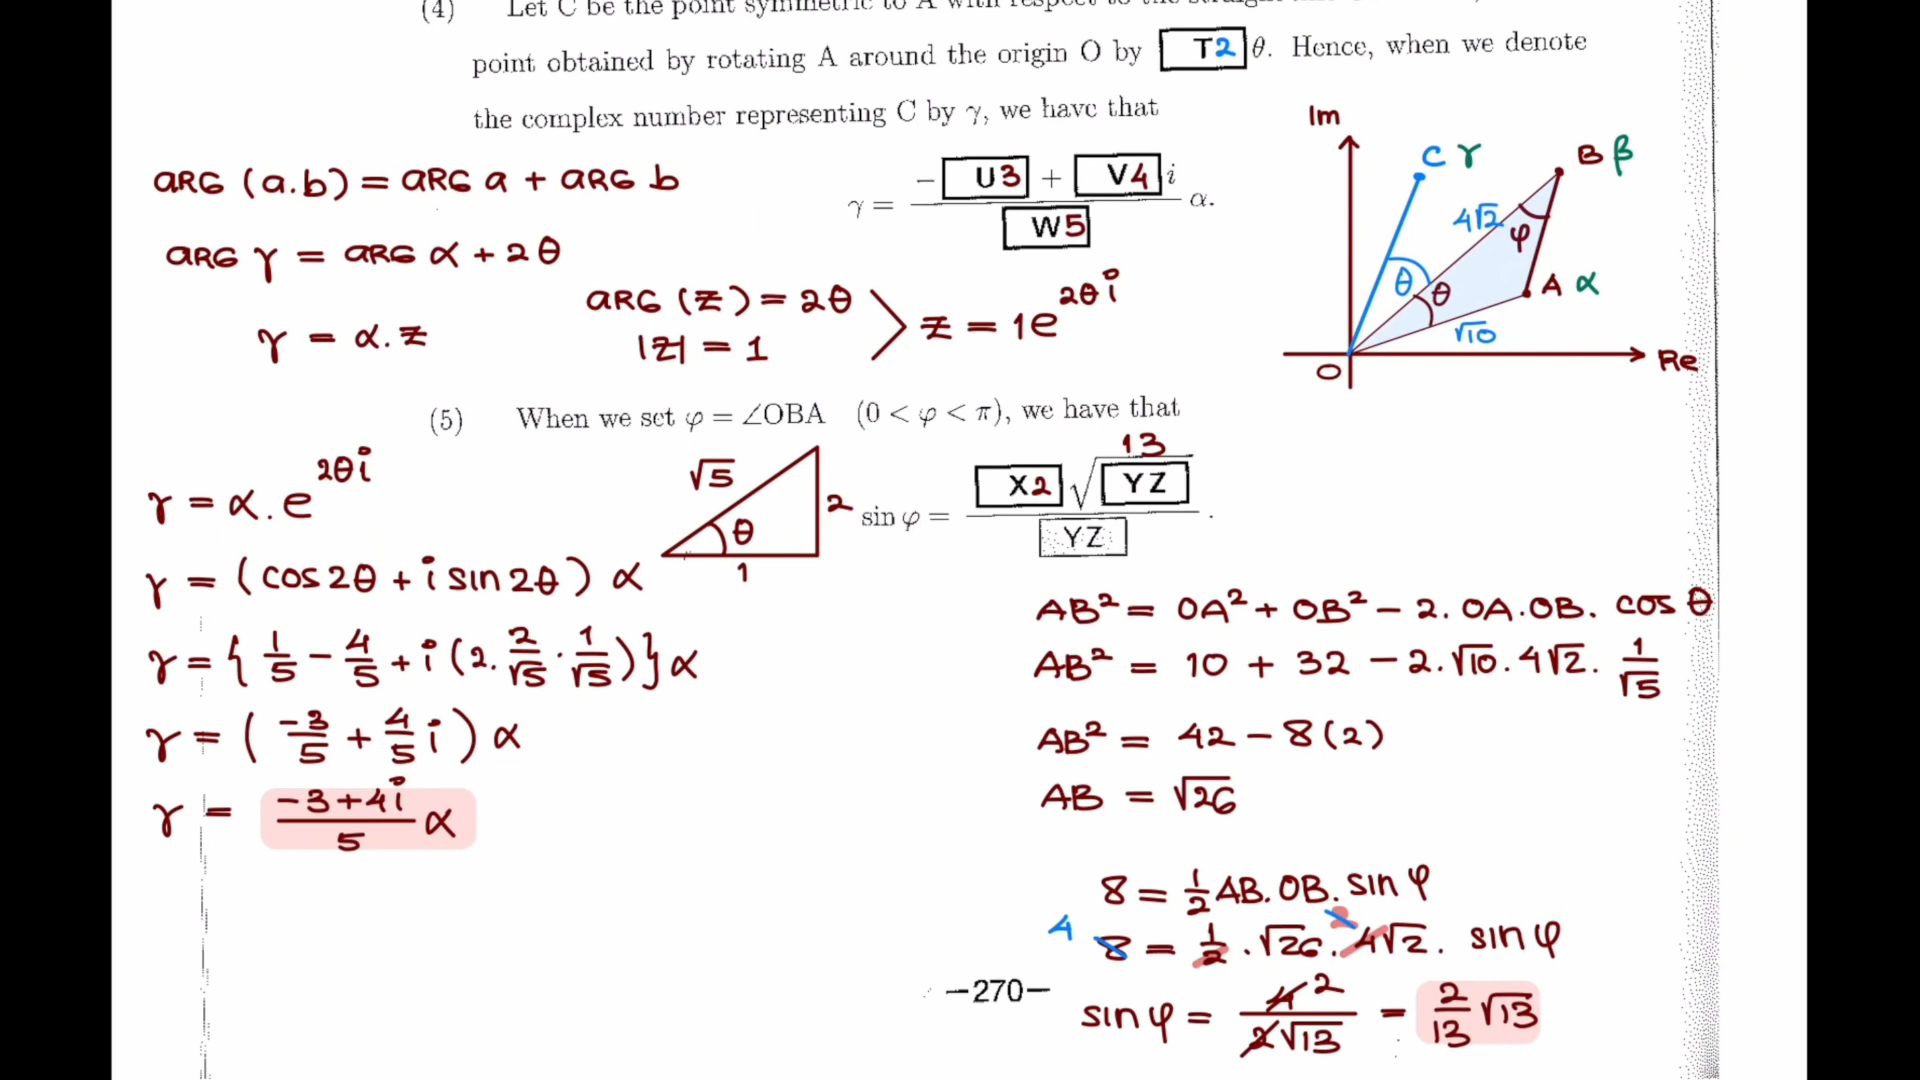 (4) Let C be the point symmetric to A with respect to the straight
point obtained by rotating A around the origin O by T2 θ. Hence, when we denote
the complex number representing C by γ, we have that
ARG (a.b) = ARG a + ARG b
γ = (-U3 + V4 i) / W5 α.
ARG γ = ARG α + 2θ
ARG (z) = 2θ
|z| = 1
z = 1e^{2θi}
γ = α.z
Im
C γ
B β
4√2
φ
θ
θ
A α
√10
O
Re
(5) When we set φ = ∠OBA (0 < φ < π), we have that
γ = α.e^{2θi}
√5
2
θ
1
13
sin φ = X2 √YZ / YZ .
γ = (cos2θ + i sin2θ) α
γ = { 1/5 - 4/5 + i (2. 2/√5 . 1/√5)} α
γ = ( -3/5 + 4/5 i ) α
γ = (-3+4i)/5 α
AB² = OA² + OB² - 2.OA.OB. cos θ
AB² = 10 + 32 - 2.√10.4√2. 1/√5
AB² = 42 - 8(2)
AB = √26
8 = 1/2 AB.OB. sin φ
4 2
8 = 1/2 .√26. 4√2. sin φ
sin φ = 4 2 / 2√13 = 2/13 √13
-270-